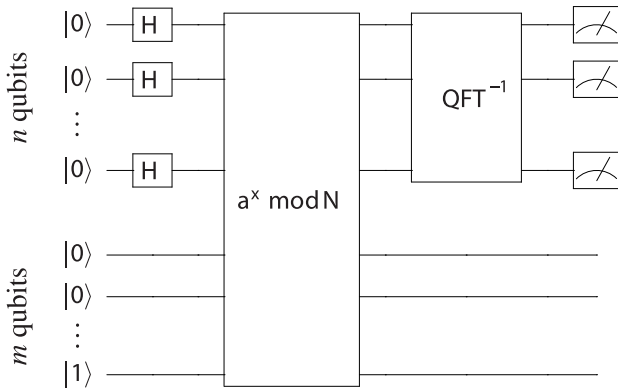 n qubits
|0⟩ H
|0⟩ H
⋮
|0⟩ H
a^x mod N
QFT^−1
m qubits
|0⟩
|0⟩
⋮
|1⟩